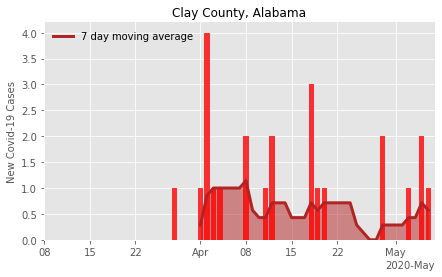 Clay County, Alabama
7 day moving average
New Covid-19 Cases
4.0
3.5
3.0
2.5
2.0
1.5
1.0
0.5
0.0
08 15 22 Apr 08 15 22 May
2020-May